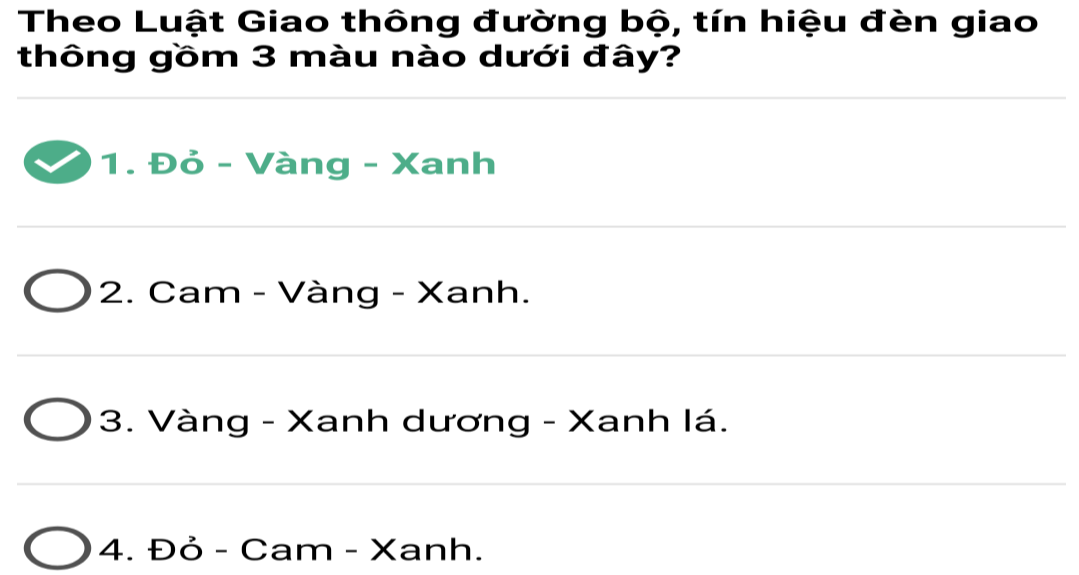 Theo Luật Giao thông đường bộ, tín hiệu đèn giao
thông gồm 3 màu nào dưới đây?
1. Đỏ - Vàng - Xanh
2. Cam - Vàng - Xanh.
3. Vàng - Xanh dương - Xanh lá.
4. Đỏ - Cam - Xanh.